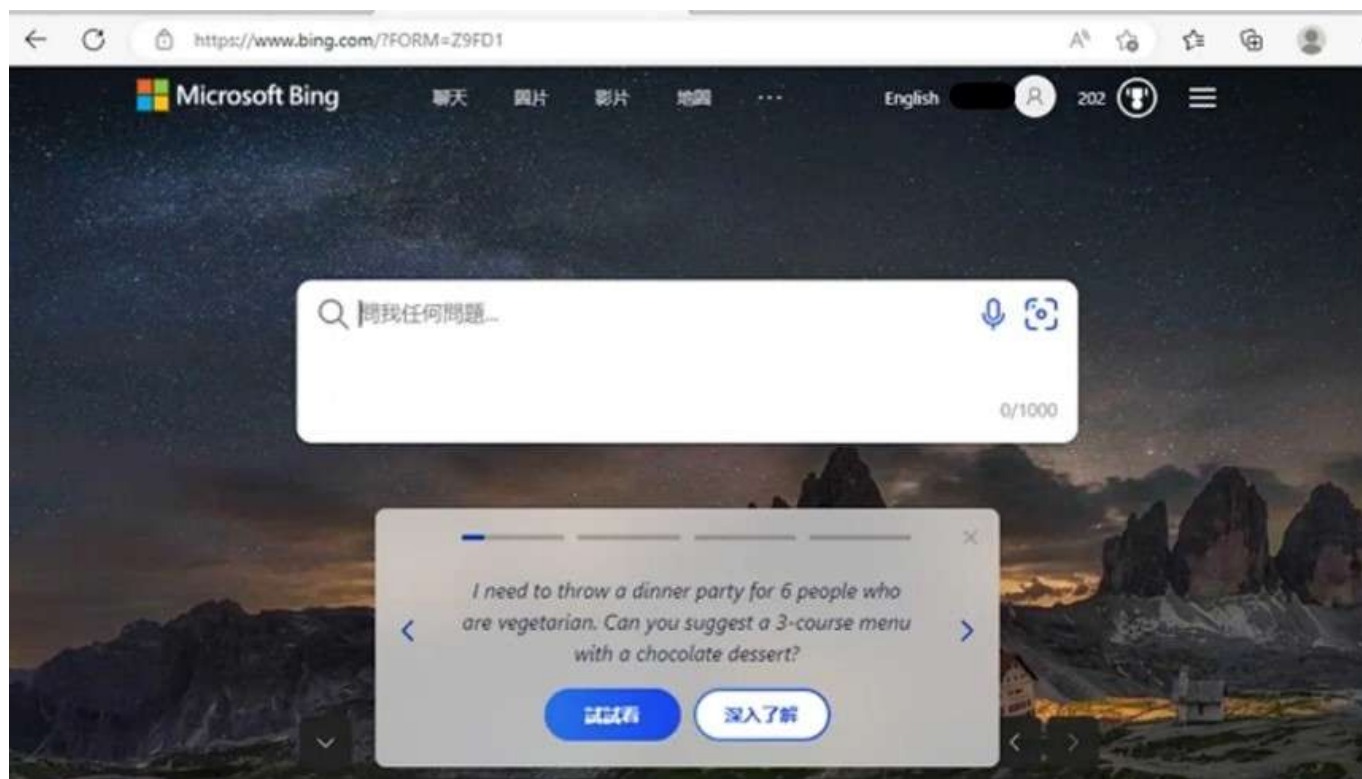 https://www.bing.com/?FORM=Z9FD1
Microsoft Bing 聊天 圖片 影片 地圖 ... English 202
問我任何問題...
0/1000
I need to throw a dinner party for 6 people who
are vegetarian. Can you suggest a 3-course menu
with a chocolate dessert?
試試看 深入了解